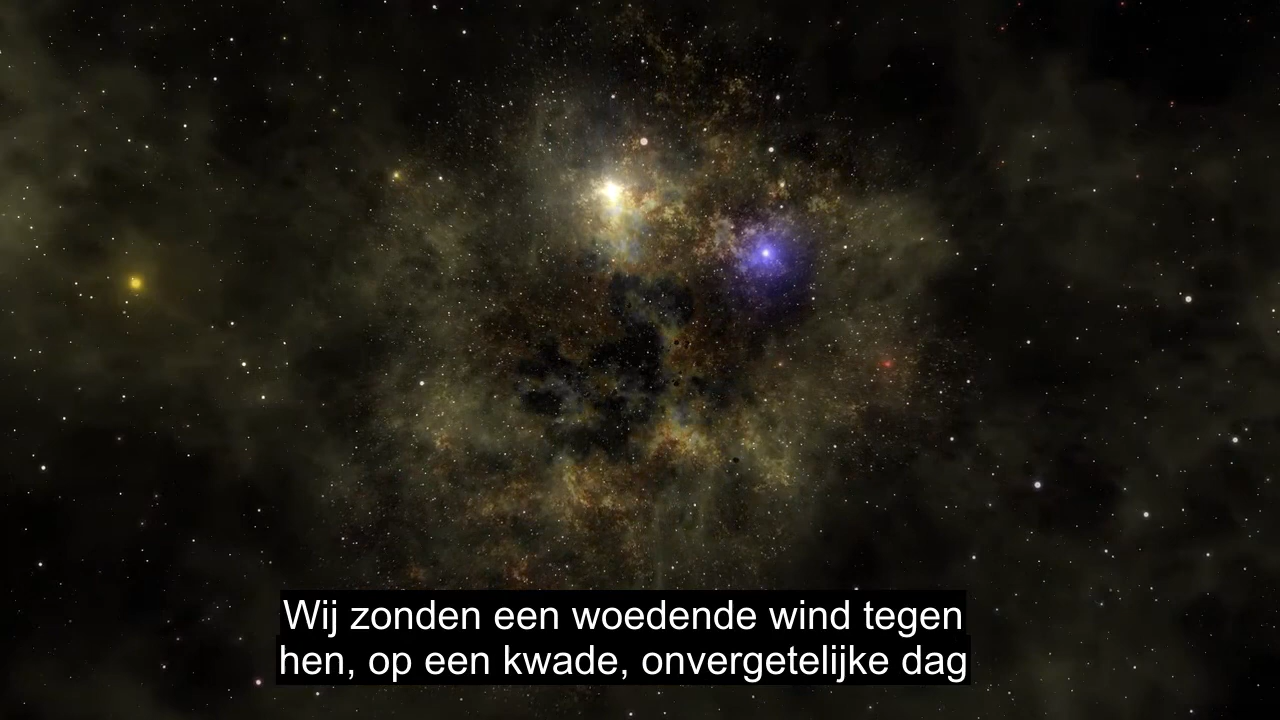 Wij zonden een woedende wind tegen
hen, op een kwade, onvergetelijke dag